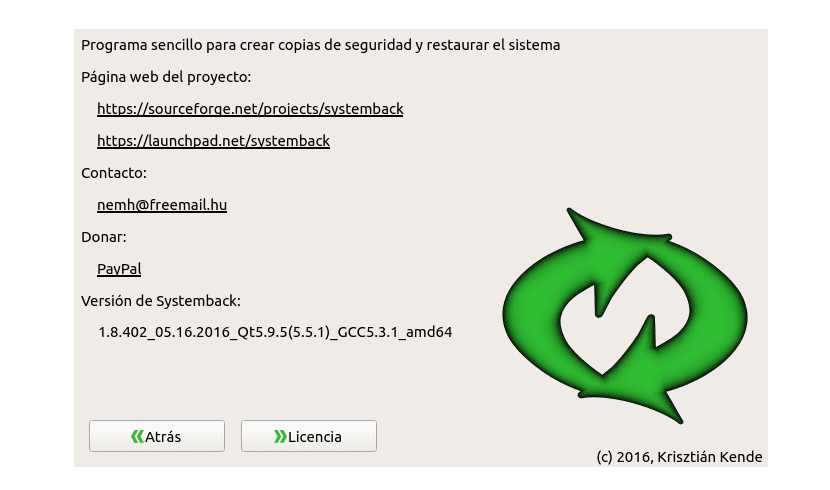 Programa sencillo para crear copias de seguridad y restaurar el sistema
Página web del proyecto:
https://sourceforge.net/projects/systemback
https://launchpad.net/systemback
Contacto:
nemh@freemail.hu
Donar:
PayPal
Versión de Systemback:
1.8.402_05.16.2016_Qt5.9.5(5.5.1)_GCC5.3.1_amd64
Atrás
Licencia
(c) 2016, Krisztián Kende